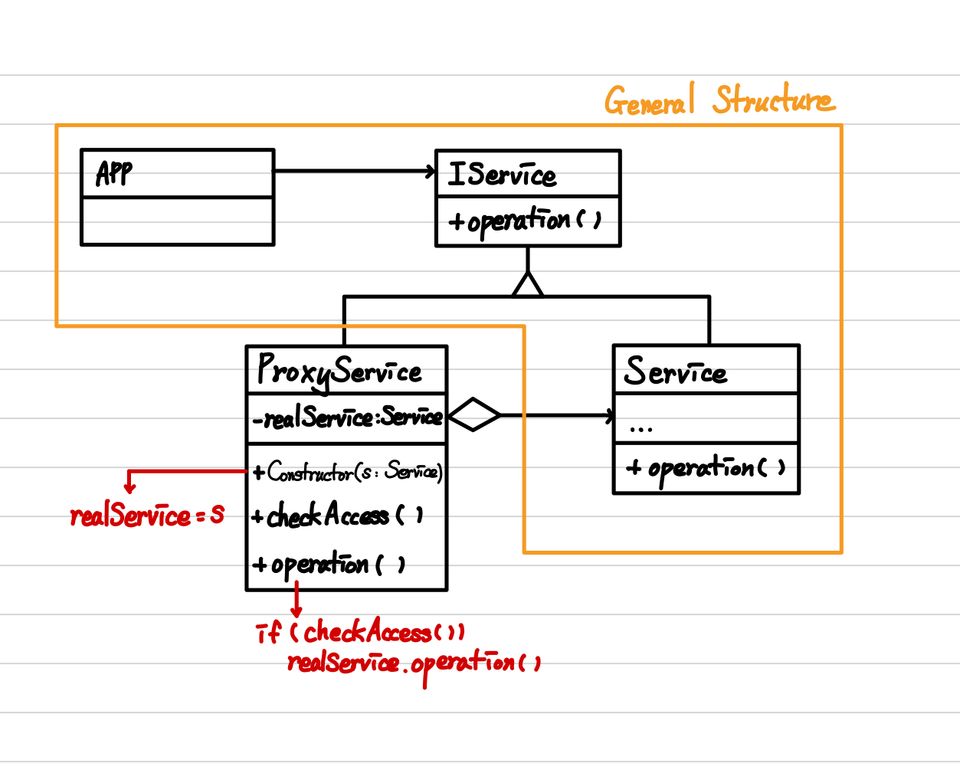 General Structure
APP
IService
+operation()
ProxyService
-realService:Service
+Constructor(s: Service)
+checkAccess()
+operation()
Service
...
+operation()
realService=s
if(checkAccess())
realService.operation()